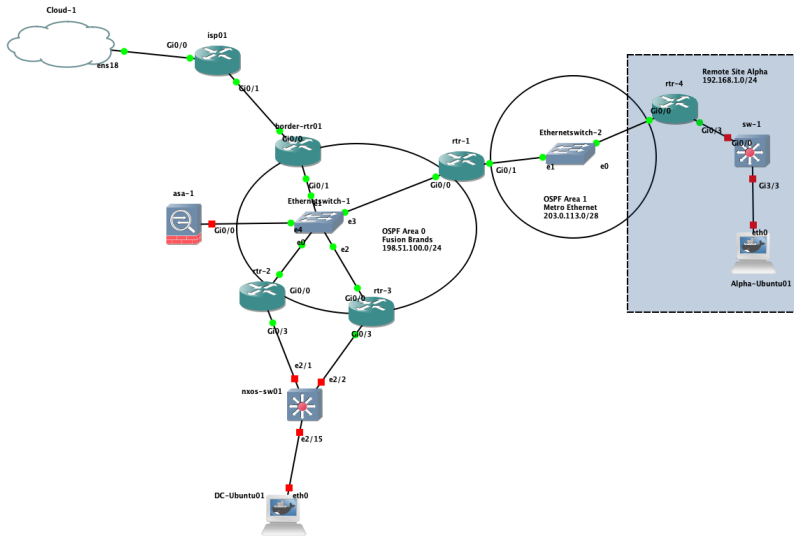 Cloud-1
isp01
Gi0/0
ens18
Gi0/1
border-rtr01
Gi0/0
Gi0/1
e1
Ethernetswitch-1
e3
e4
e0
e2
asa-1
Gi0/0
rtr-1
Gi0/0
Gi0/1
OSPF Area 0
Fusion Brands
198.51.100.0/24
Ethernetswitch-2
e1
e0
OSPF Area 1
Metro Ethernet
203.0.113.0/28
Remote Site Alpha
192.168.1.0/24
rtr-4
Gi0/0
Gi0/3
sw-1
Gi0/0
Gi3/3
eth0
Alpha-Ubuntu01
rtr-2
Gi0/0
Gi0/3
rtr-3
Gi0/0
Gi0/3
e2/1
e2/2
nxos-sw01
e2/15
DC-Ubuntu01
eth0